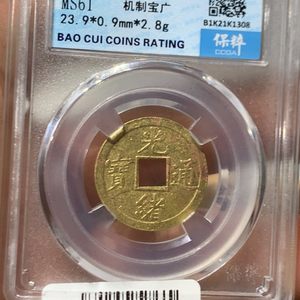 MS61 机制宝广
23.9*0.9mm*2.8g
BAO CUI COINS RATING
B1K21K1308
保粹
CCGA
光
寶 通
緒